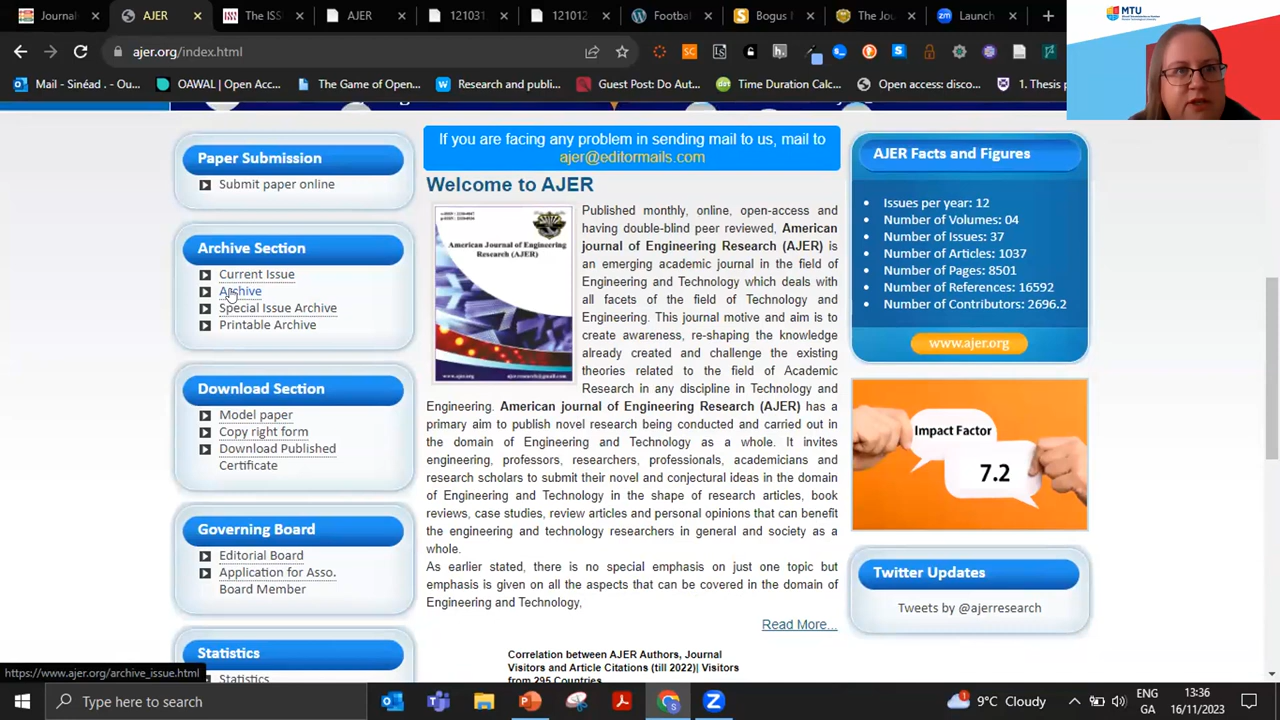 Journal
AJER
The ISS
AJER
121031
121012
Footba
Bogus
The Jo
Launch
MTU
ajer.org/index.html
Mail - Sinéad . - Ou...
OAWAL | Open Acc...
The Game of Open...
Research and publi...
Guest Post: Do Aut...
Time Duration Calc...
Open access: disco...
1. Thesis p
Paper Submission
Submit paper online
Archive Section
Current Issue
Archive
Special Issue Archive
Printable Archive
Download Section
Model paper
Copy right form
Download Published
Certificate
Governing Board
Editorial Board
Application for Asso.
Board Member
Statistics
Statistics
If you are facing any problem in sending mail to us, mail to
ajer@editormails.com
Welcome to AJER
American Journal of Engineering
Research (AJER)
Published monthly, online, open-access and
having double-blind peer reviewed, American
journal of Engineering Research (AJER) is
an emerging academic journal in the field of
Engineering and Technology which deals with
all facets of the field of Technology and
Engineering. This journal motive and aim is to
create awareness, re-shaping the knowledge
already created and challenge the existing
theories related to the field of Academic
Research in any discipline in Technology and
Engineering. American journal of Engineering Research (AJER) has a
primary aim to publish novel research being conducted and carried out in
the domain of Engineering and Technology as a whole. It invites
engineering, professors, researchers, professionals, academicians and
research scholars to submit their novel and conjectural ideas in the domain
of Engineering and Technology in the shape of research articles, book
reviews, case studies, review articles and personal opinions that can benefit
the engineering and technology researchers in general and society as a
whole.
As earlier stated, there is no special emphasis on just one topic but
emphasis is given on all the aspects that can be covered in the domain of
Engineering and Technology,
Read More...
Correlation between AJER Authors, Journal
Visitors and Article Citations (till 2022)| Visitors
from 295 Countries
AJER Facts and Figures
Issues per year: 12
Number of Volumes: 04
Number of Issues: 37
Number of Articles: 1037
Number of Pages: 8501
Number of References: 16592
Number of Contributors: 2696.2
www.ajer.org
Impact Factor
7.2
Twitter Updates
Tweets by @ajerresearch
https://www.ajer.org/archive_issue.html
Type here to search
9°C Cloudy
ENG
GA
13:36
16/11/2023